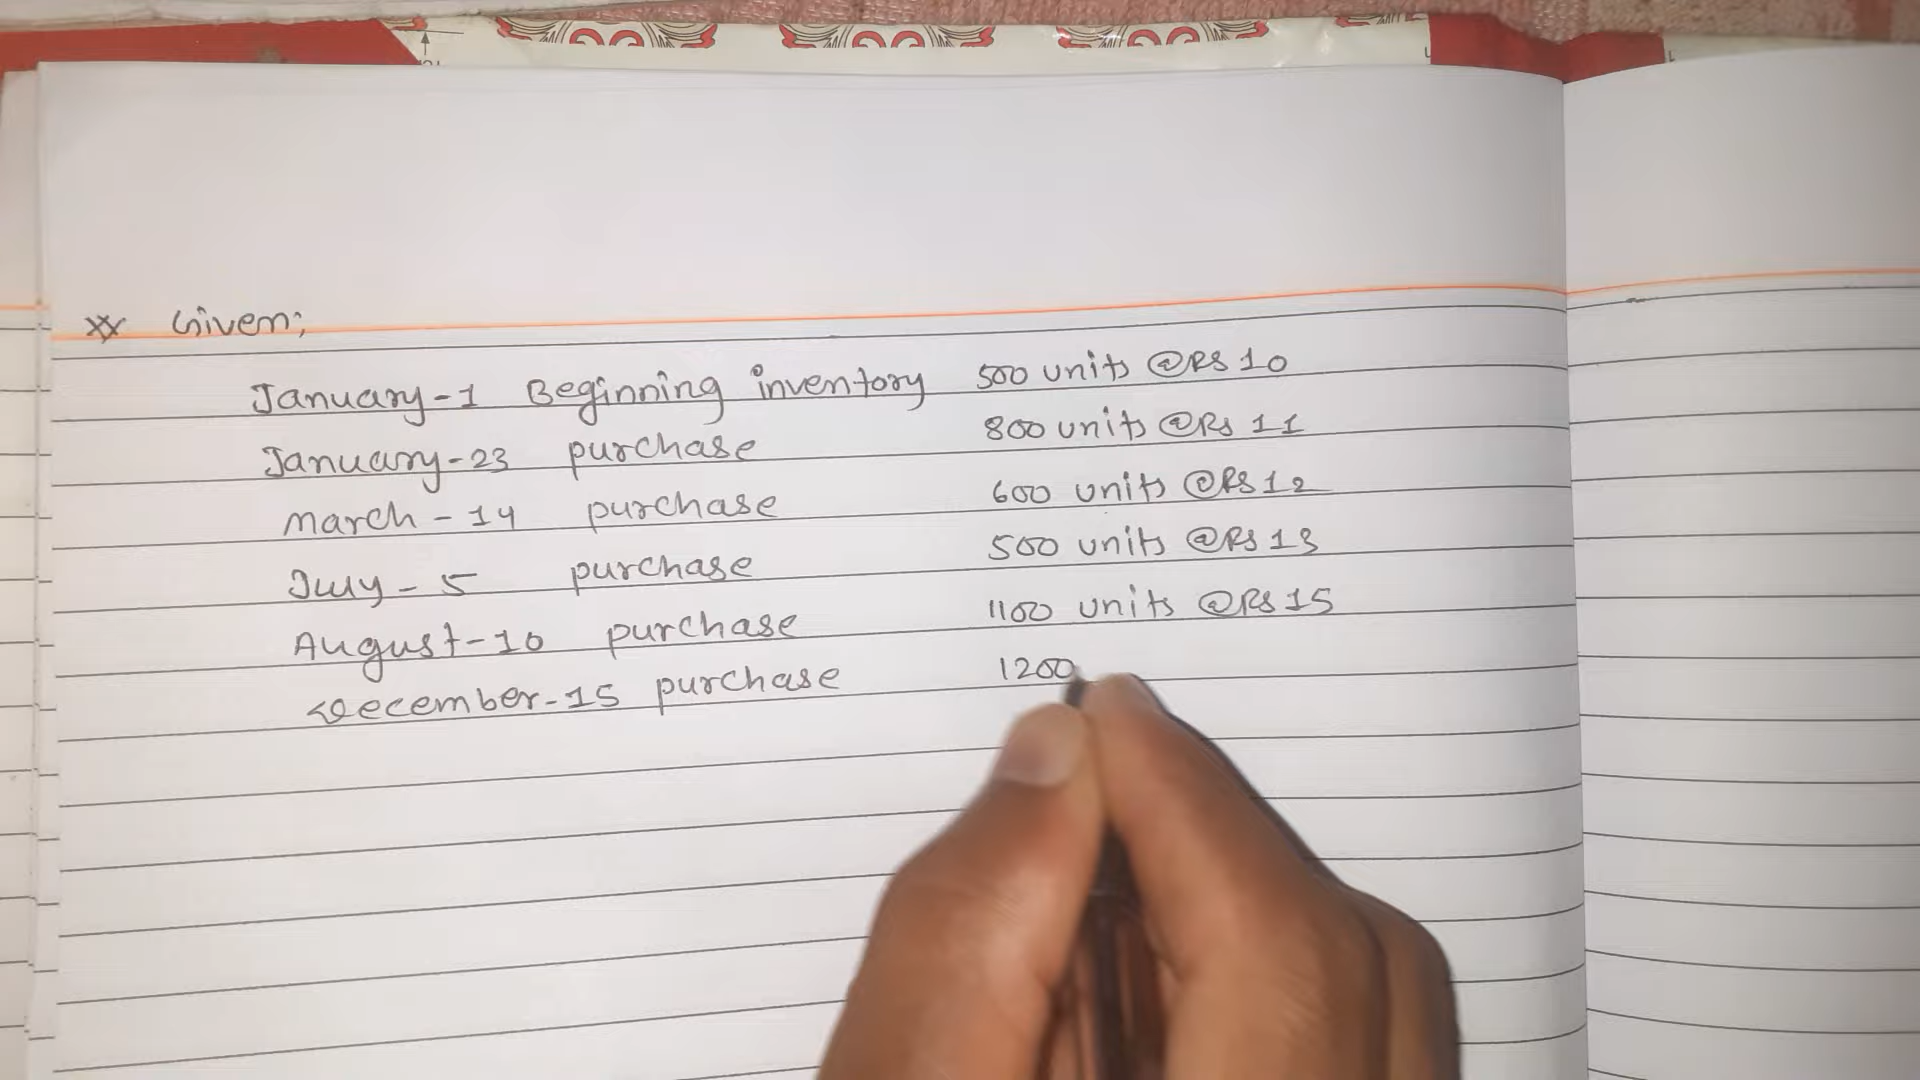 XX Given;
January-1 Beginning inventory 500 units @Rs 10
January-23 purchase 800 units @Rs 11
march-14 purchase 600 units @Rs 12
July-5 purchase 500 units @Rs 13
August-10 purchase 1100 units @Rs 15
December-15 purchase 1200